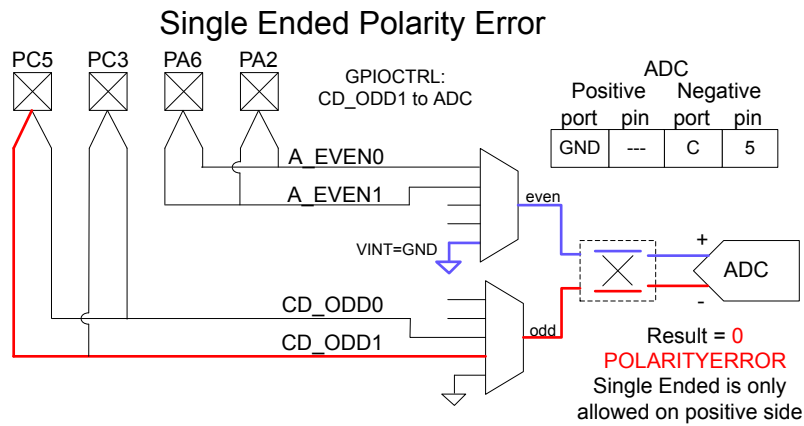 Single Ended Polarity Error
PC5 PC3 PA6 PA2
GPIOCTRL:
CD_ODD1 to ADC
ADC
Positive Negative
port pin port pin
GND --- C 5
A_EVEN0
A_EVEN1
even
VINT=GND
+
ADC
-
CD_ODD0
CD_ODD1
odd
Result = 0
POLARITYERROR
Single Ended is only
allowed on positive side